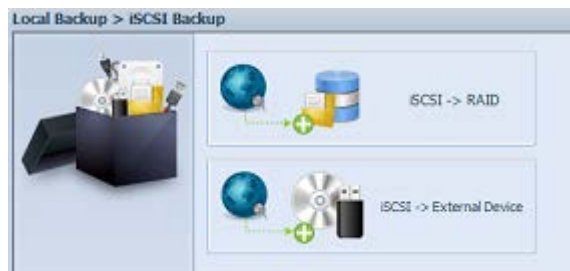 Local Backup > iSCSI Backup
iSCSI -> RAID
iSCSI -> External Device